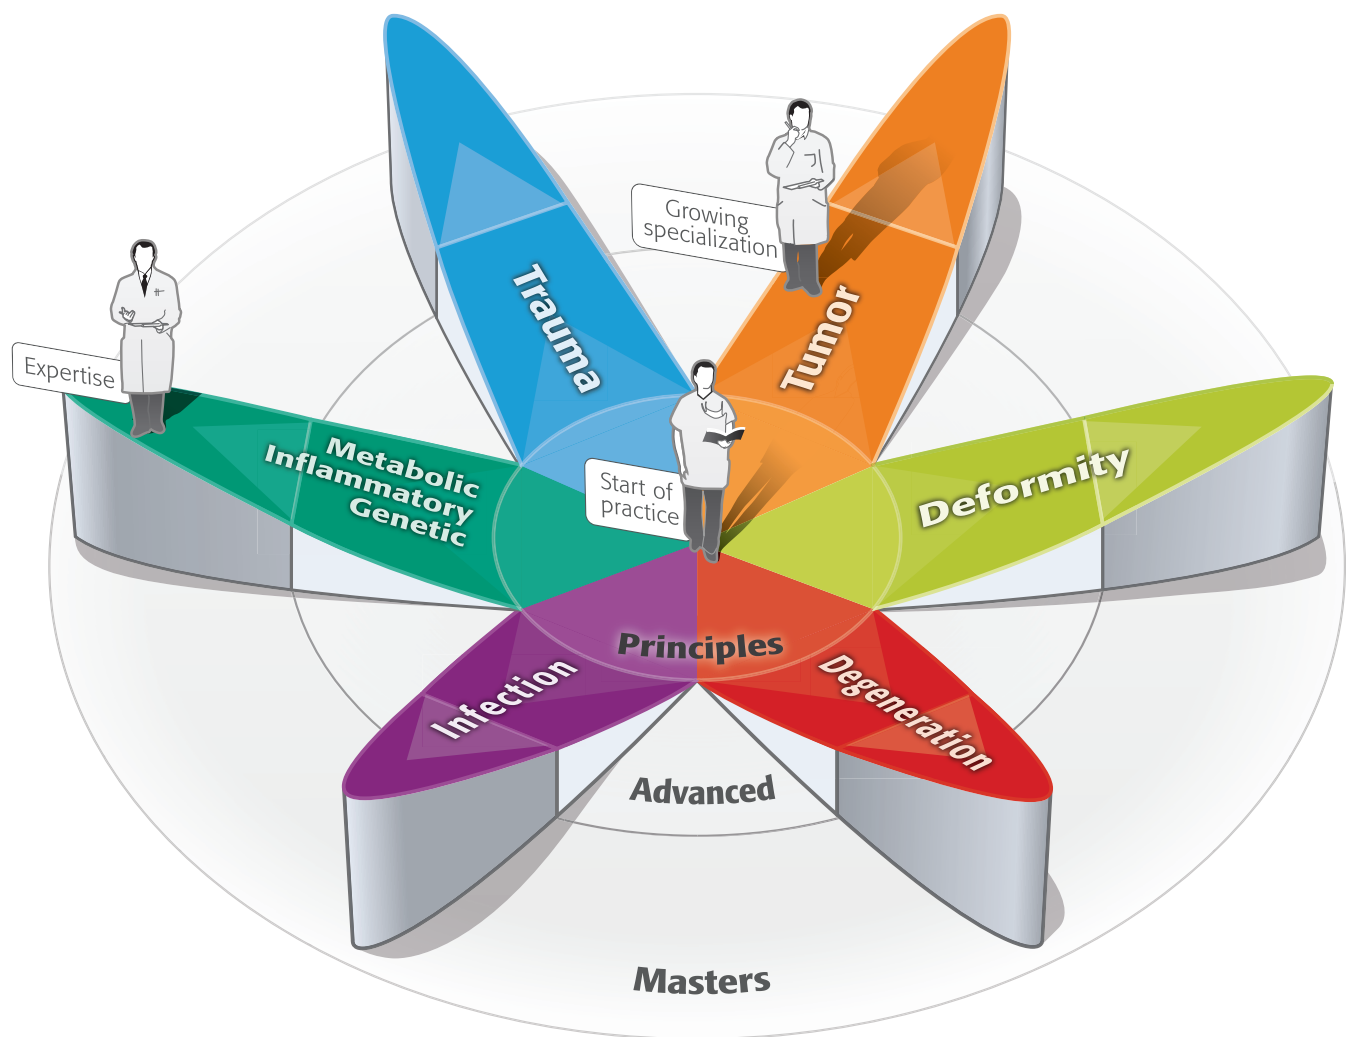 Growing
specialization
Trauma
Tumor
Expertise
Metabolic
Inflammatory
Genetic
Deformity
Start of
practice
Principles
Infection
Degeneration
Advanced
Masters